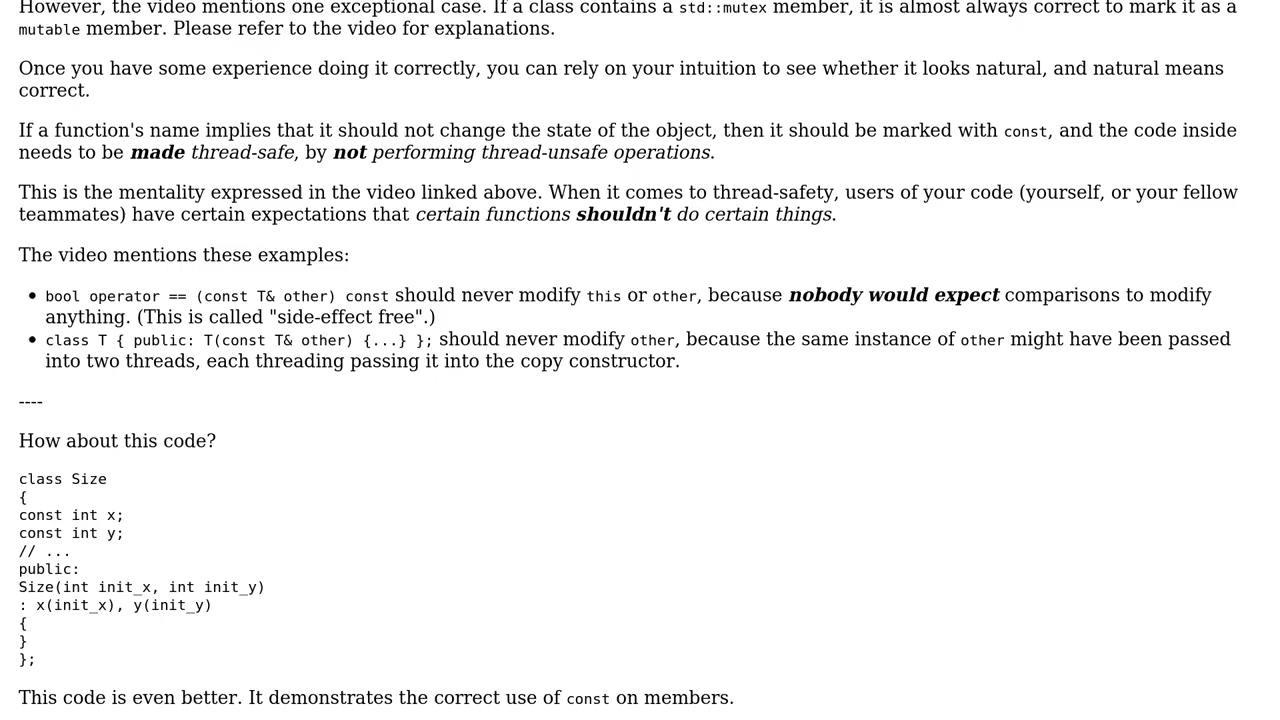 However, the video mentions one exceptional case. If a class contains a std::mutex member, it is almost always correct to mark it as a
mutable member. Please refer to the video for explanations.
Once you have some experience doing it correctly, you can rely on your intuition to see whether it looks natural, and natural means
correct.
If a function's name implies that it should not change the state of the object, then it should be marked with const, and the code inside
needs to be made thread-safe, by not performing thread-unsafe operations.
This is the mentality expressed in the video linked above. When it comes to thread-safety, users of your code (yourself, or your fellow
teammates) have certain expectations that certain functions shouldn't do certain things.
The video mentions these examples:
• bool operator == (const T& other) const should never modify this or other, because nobody would expect comparisons to modify
anything. (This is called "side-effect free".)
• class T { public: T(const T& other) {...} }; should never modify other, because the same instance of other might have been passed
into two threads, each threading passing it into the copy constructor.
----
How about this code?
class Size
{
const int x;
const int y;
// ...
public:
Size(int init_x, int init_y)
: x(init_x), y(init_y)
{
}
};
This code is even better. It demonstrates the correct use of const on members.